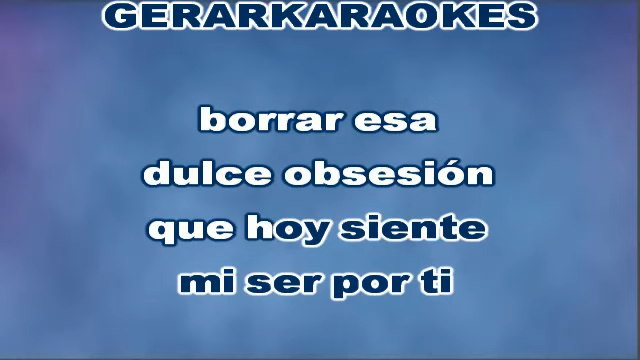 GERARKARAOKES
borrar esa
dulce obsesión
que hoy siente
mi ser por ti